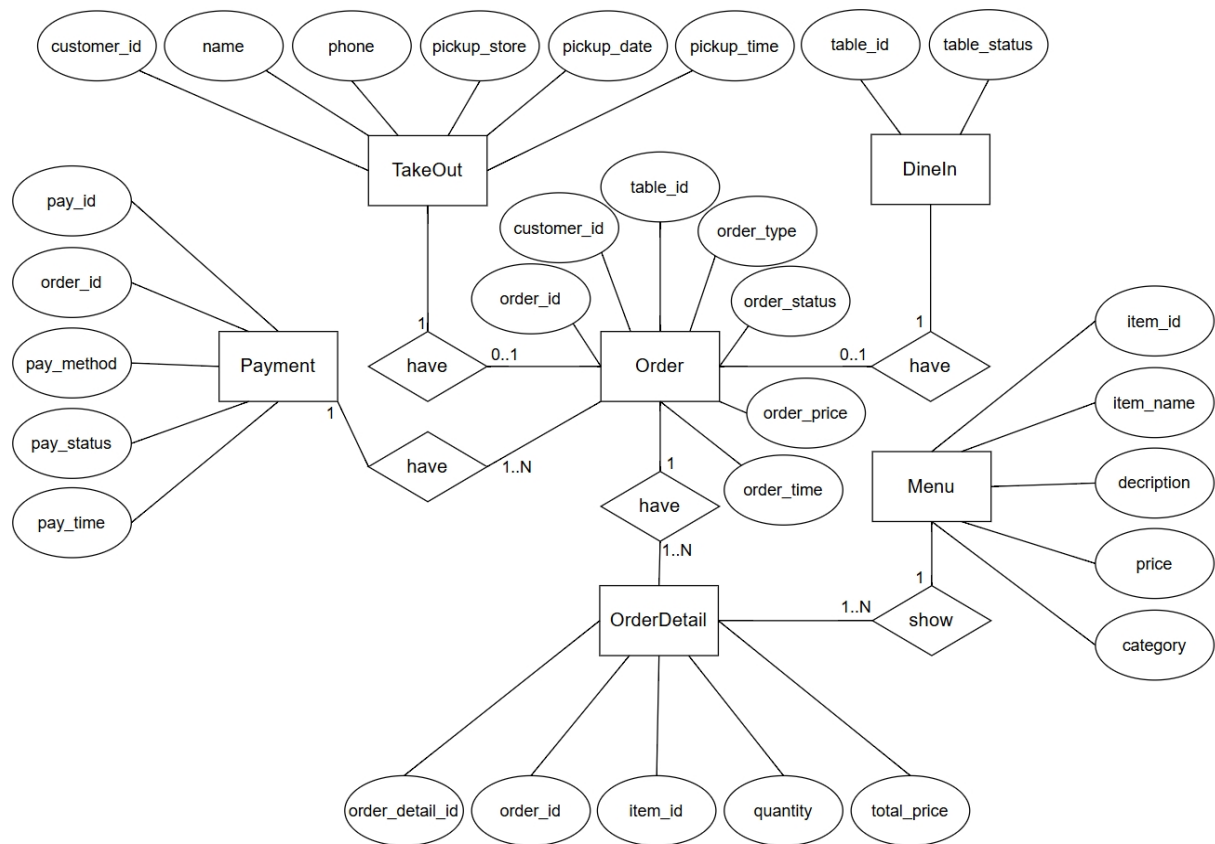 customer_id
name
phone
pickup_store
pickup_date
pickup_time
table_id
table_status
TakeOut
DineIn
pay_id
order_id
pay_method
pay_status
pay_time
Payment
table_id
customer_id
order_type
order_id
order_status
1
have
0..1
Order
0..1
1
have
order_price
order_time
1
have
1..N
1
have
1..N
item_id
item_name
decription
price
category
Menu
1
show
1..N
OrderDetail
order_detail_id
order_id
item_id
quantity
total_price